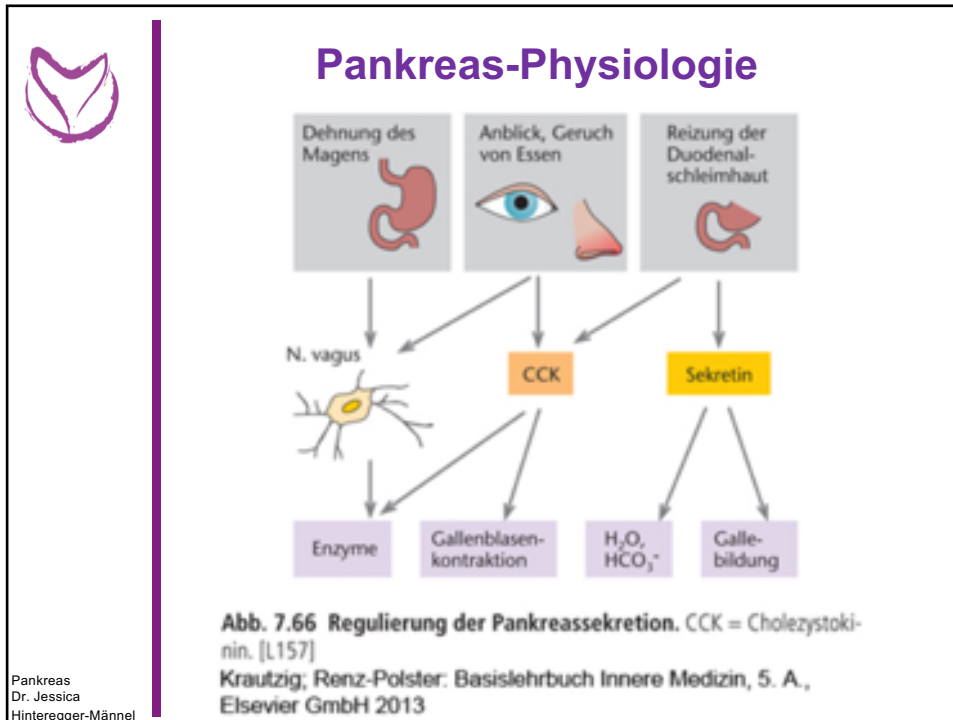 Pankreas-Physiologie
Dehnung des
Magens
Anblick, Geruch
von Essen
Reizung der
Duodenal-
schleimhaut
N. vagus
CCK
Sekretin
Enzyme
Gallenblasen-
kontraktion
H₂O,
HCO₃⁻
Galle-
bildung
Abb. 7.66 Regulierung der Pankreassekretion. CCK = Cholezystoki-
nin. [L157]
Krautzig; Renz-Polster: Basislehrbuch Innere Medizin, 5. A.,
Elsevier GmbH 2013
Pankreas
Dr. Jessica
Hinteregger-Männel